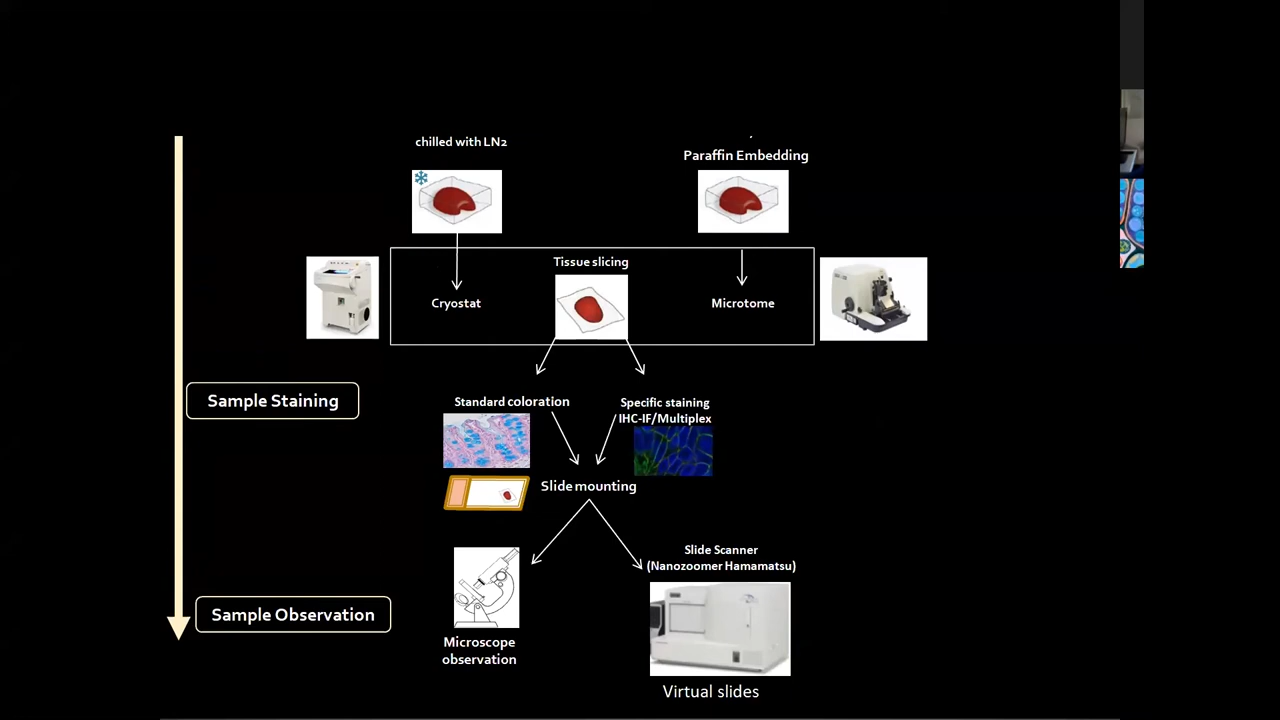 chilled with LN2
Paraffin Embedding
Tissue slicing
Cryostat
Microtome
Sample Staining
Standard coloration
Specific staining
IHC-IF/Multiplex
Slide mounting
Slide Scanner
(Nanozoomer Hamamatsu)
Sample Observation
Microscope
observation
Virtual slides